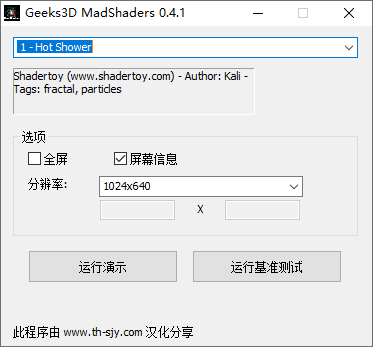 Geeks3D MadShaders 0.4.1
1 - Hot Shower
Shadertoy (www.shadertoy.com) - Author: Kali -
Tags: fractal, particles
选项
全屏 屏幕信息
分辨率: 1024x640
X
运行演示 运行基准测试
此程序由 www.th-sjy.com 汉化分享